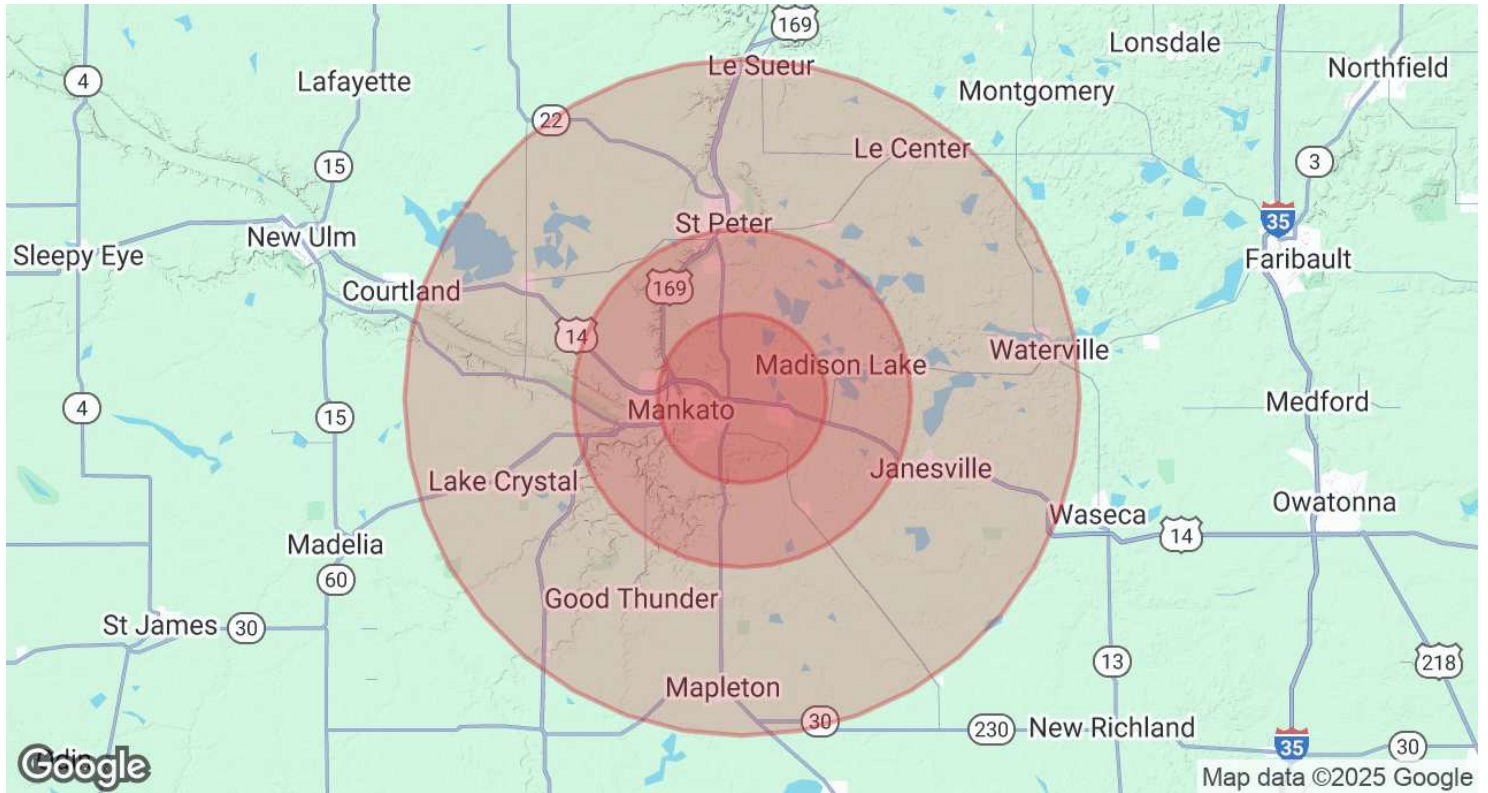 169
Lonsdale
Le Sueur
Northfield
4
Lafayette
Montgomery
22
Le Center
15
3
St Peter
35
New Ulm
Sleepy Eye
Faribault
Courtland
169
14
Waterville
Madison Lake
4
15
Mankato
Medford
Janesville
Lake Crystal
Owatonna
Waseca
14
Madelia
60
Good Thunder
St James
30
13
218
Mapleton
30
230
New Richland
35
30
Google
Map data ©2025 Google